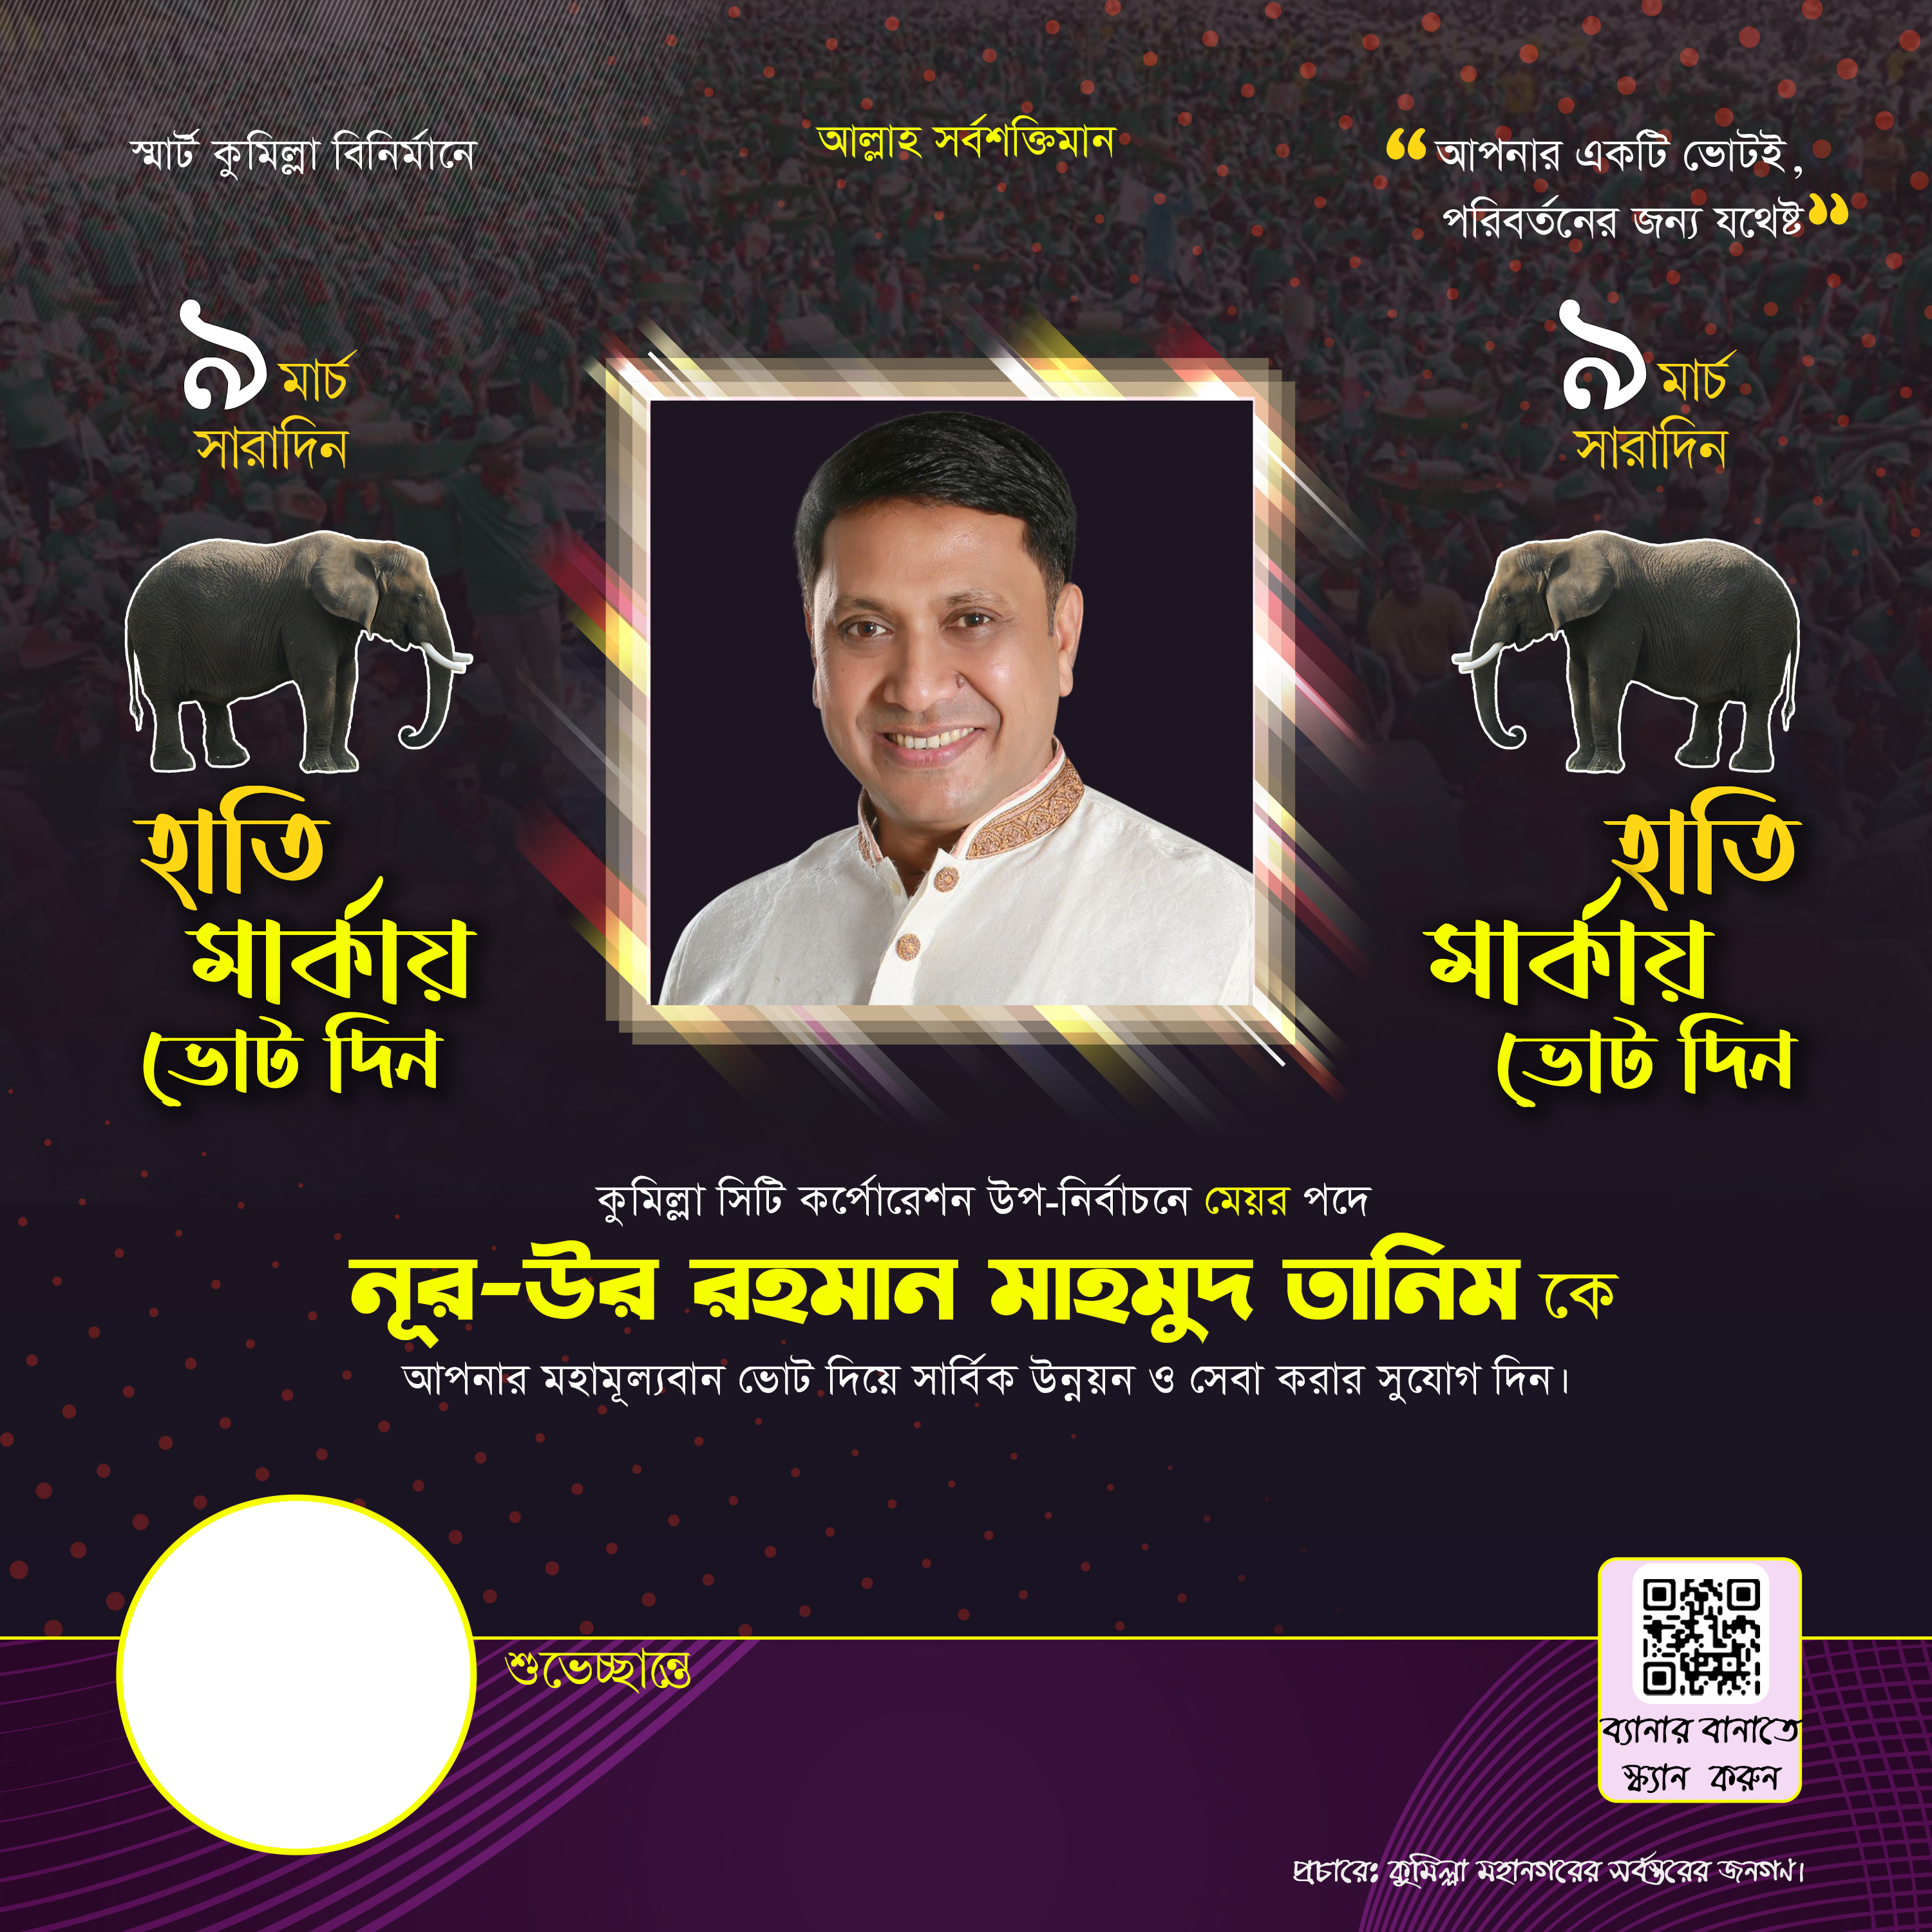 স্মার্ট কুমিল্লা বিনির্মানে
আল্লাহ সর্বশক্তিমান
“আপনার একটি ভোটই,
পরিবর্তনের জন্য যথেষ্ট”
৯ মার্চ
সারাদিন
হাতি
মার্কায়
ভোট দিন
৯ মার্চ
সারাদিন
হাতি
মার্কায়
ভোট দিন
কুমিল্লা সিটি কর্পোরেশন উপ-নির্বাচনে মেয়র পদে
নূর-উর রহমান মাহমুদ তানিম কে
আপনার মহামূল্যবান ভোট দিয়ে সার্বিক উন্নয়ন ও সেবা করার সুযোগ দিন।
শুভেচ্ছান্তে
ব্যানার বানাতে
স্ক্যান করুন
প্রচারে: কুমিল্লা মহানগরের সর্বস্তরের জনগণ।